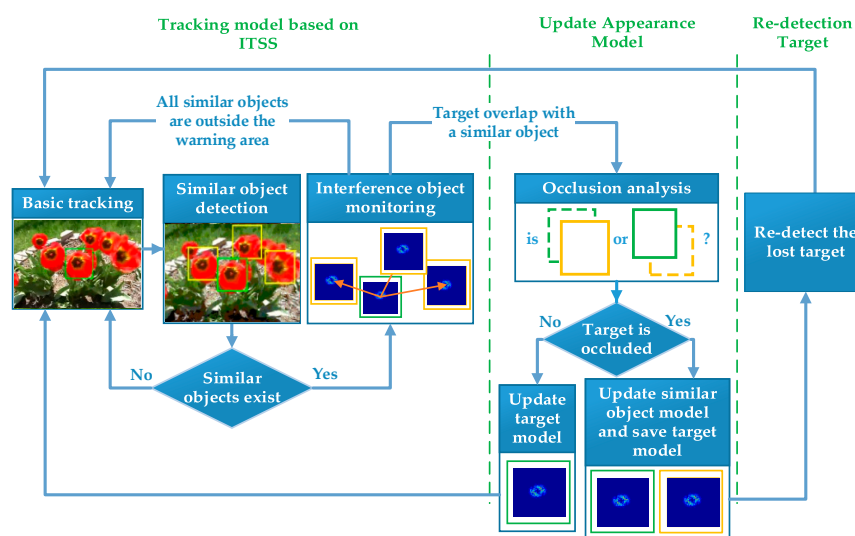 Tracking model based on
ITSS
Update Appearance
Model
Re-detection
Target
All similar objects
are outside the
warning area
Target overlap with
a similar object
Basic tracking
Similar object
detection
Interference object
monitoring
Occlusion analysis
is
or
?
Re-detect the
lost target
No
Yes
Target is
occluded
No
Similar
objects exist
Yes
Update
target
model
Update similar
object model
and save target
model